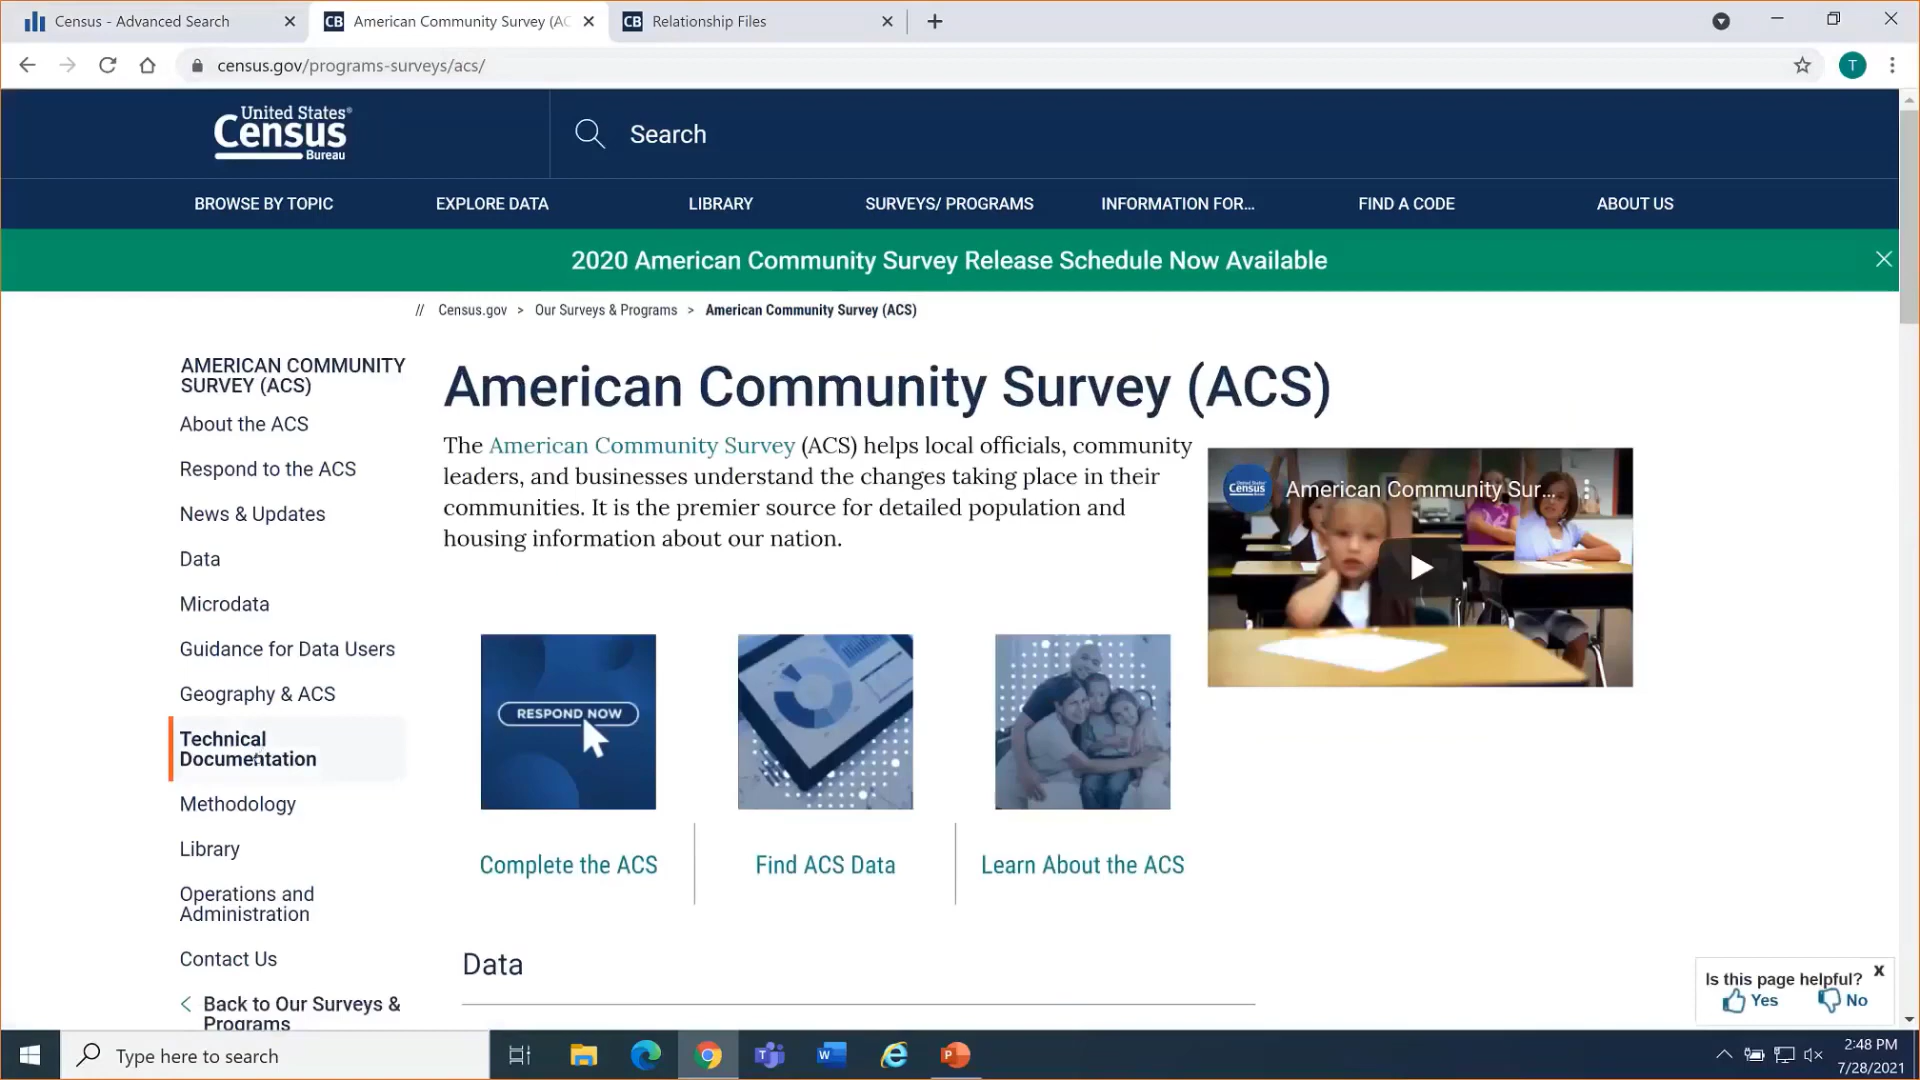 Census - Advanced Search
American Community Survey (AC
Relationship Files
census.gov/programs-surveys/acs/
T
United States®
Census
Bureau
Search
BROWSE BY TOPIC
EXPLORE DATA
LIBRARY
SURVEYS/ PROGRAMS
INFORMATION FOR...
FIND A CODE
ABOUT US
2020 American Community Survey Release Schedule Now Available
// Census.gov > Our Surveys & Programs > American Community Survey (ACS)
AMERICAN COMMUNITY
SURVEY (ACS)
About the ACS
Respond to the ACS
News & Updates
Data
Microdata
Guidance for Data Users
Geography & ACS
Technical
Documentation
Methodology
Library
Operations and
Administration
Contact Us
< Back to Our Surveys &
Programs
American Community Survey (ACS)
The American Community Survey (ACS) helps local officials, community
leaders, and businesses understand the changes taking place in their
communities. It is the premier source for detailed population and
housing information about our nation.
Census
American Community Sur...
RESPOND NOW
Complete the ACS
Find ACS Data
Learn About the ACS
Data
Is this page helpful? X
Yes
No
Type here to search
2:48 PM
7/28/2021